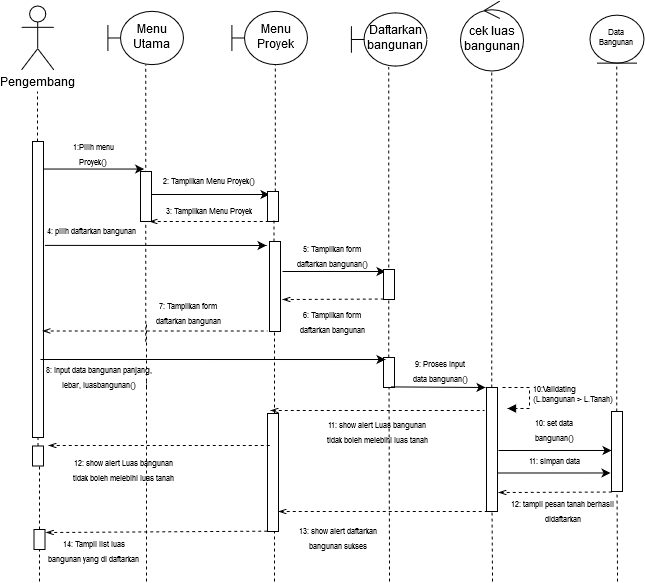 Pengembang
Menu
Utama
Menu
Proyek
Daftarkan
bangunan
cek luas
bangunan
Data
Bangunan
1:Pilih menu
Proyek()
2: Tampilkan Menu Proyek()
3: Tampilkan Menu Proyek
4: pilih daftarkan bangunan
5: Tampilkan form
daftarkan bangunan()
6: Tampilkan form
daftarkan bangunan
7: Tampilkan form
daftarkan bangunan
8: input data bangunan panjang,
lebar, luasbangunan()
9: Proses input
data bangunan()
10:Validating
(L.bangunan > L.Tanah)
11: show alert Luas bangunan
tidak boleh melebihi luas tanah
10: set data
bangunan()
11: simpan data
12: show alert Luas bangunan
tidak boleh melebihi luas tanah
12: tampil pesan tanah berhasil
didaftarkan
13: show alert daftarkan
bangunan sukses
14: Tampil list luas
bangunan yang di daftarkan